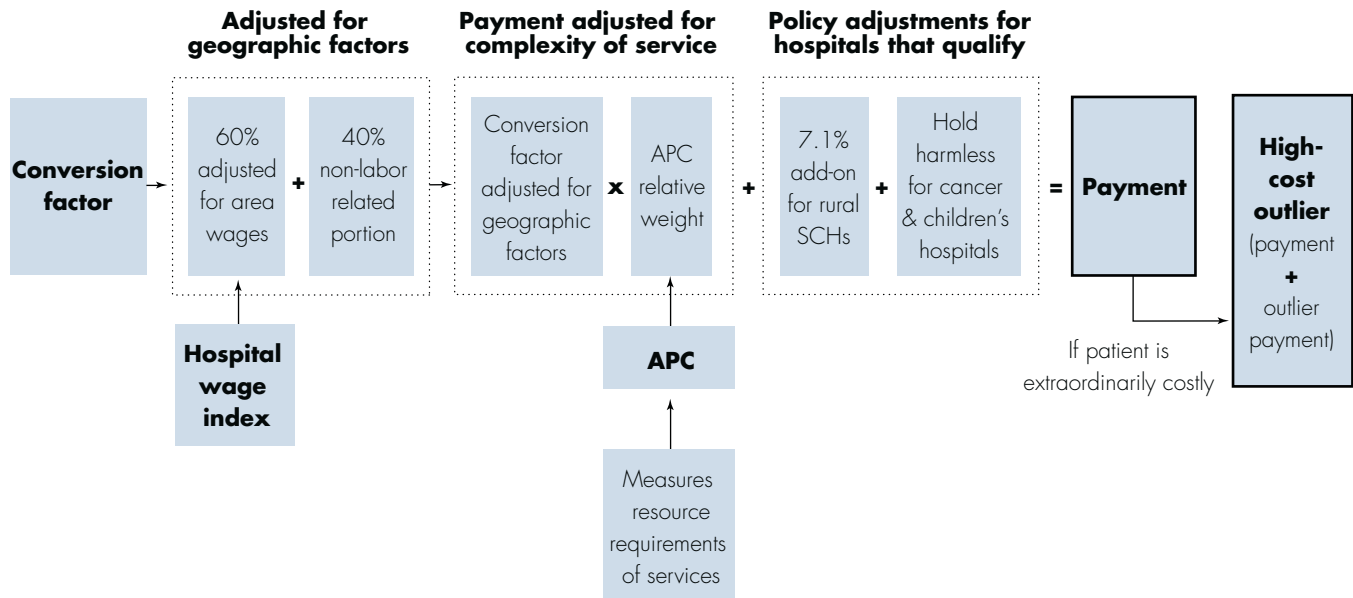 Adjusted for
geographic factors
Payment adjusted for
complexity of service
Policy adjustments for
hospitals that qualify
Conversion
factor
60%
adjusted
for area
wages
+
40%
non-labor
related
portion
Conversion
factor
adjusted for
geographic
factors
x
APC
relative
weight
+
7.1%
add-on
for rural
SCHs
+
Hold
harmless
for cancer
& children’s
hospitals
=
Payment
High-
cost
outlier
(payment
+
outlier
payment)
Hospital
wage
index
APC
If patient is
extraordinarily costly
Measures
resource
requirements
of services